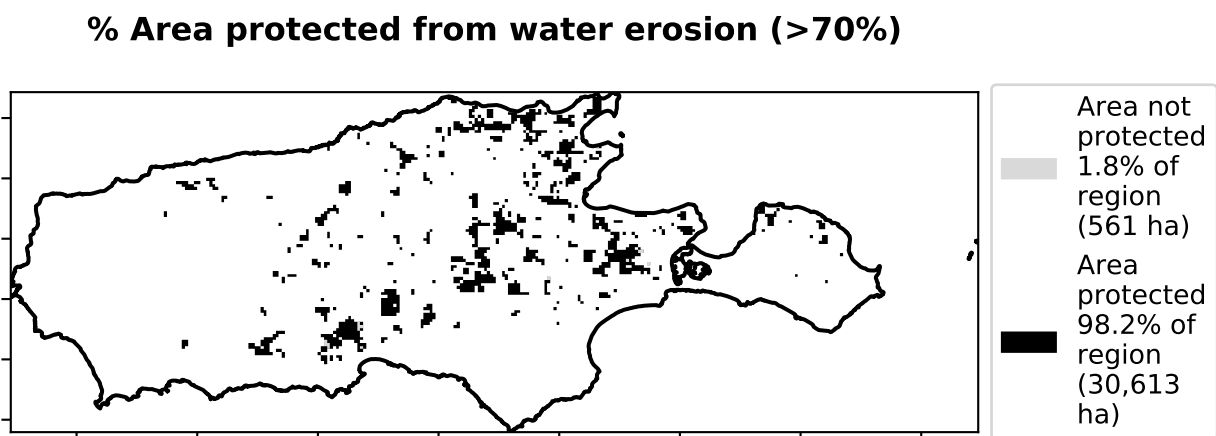 % Area protected from water erosion (>70%)
Area not
protected
1.8% of
region
(561 ha)
Area
protected
98.2% of
region
(30,613
ha)